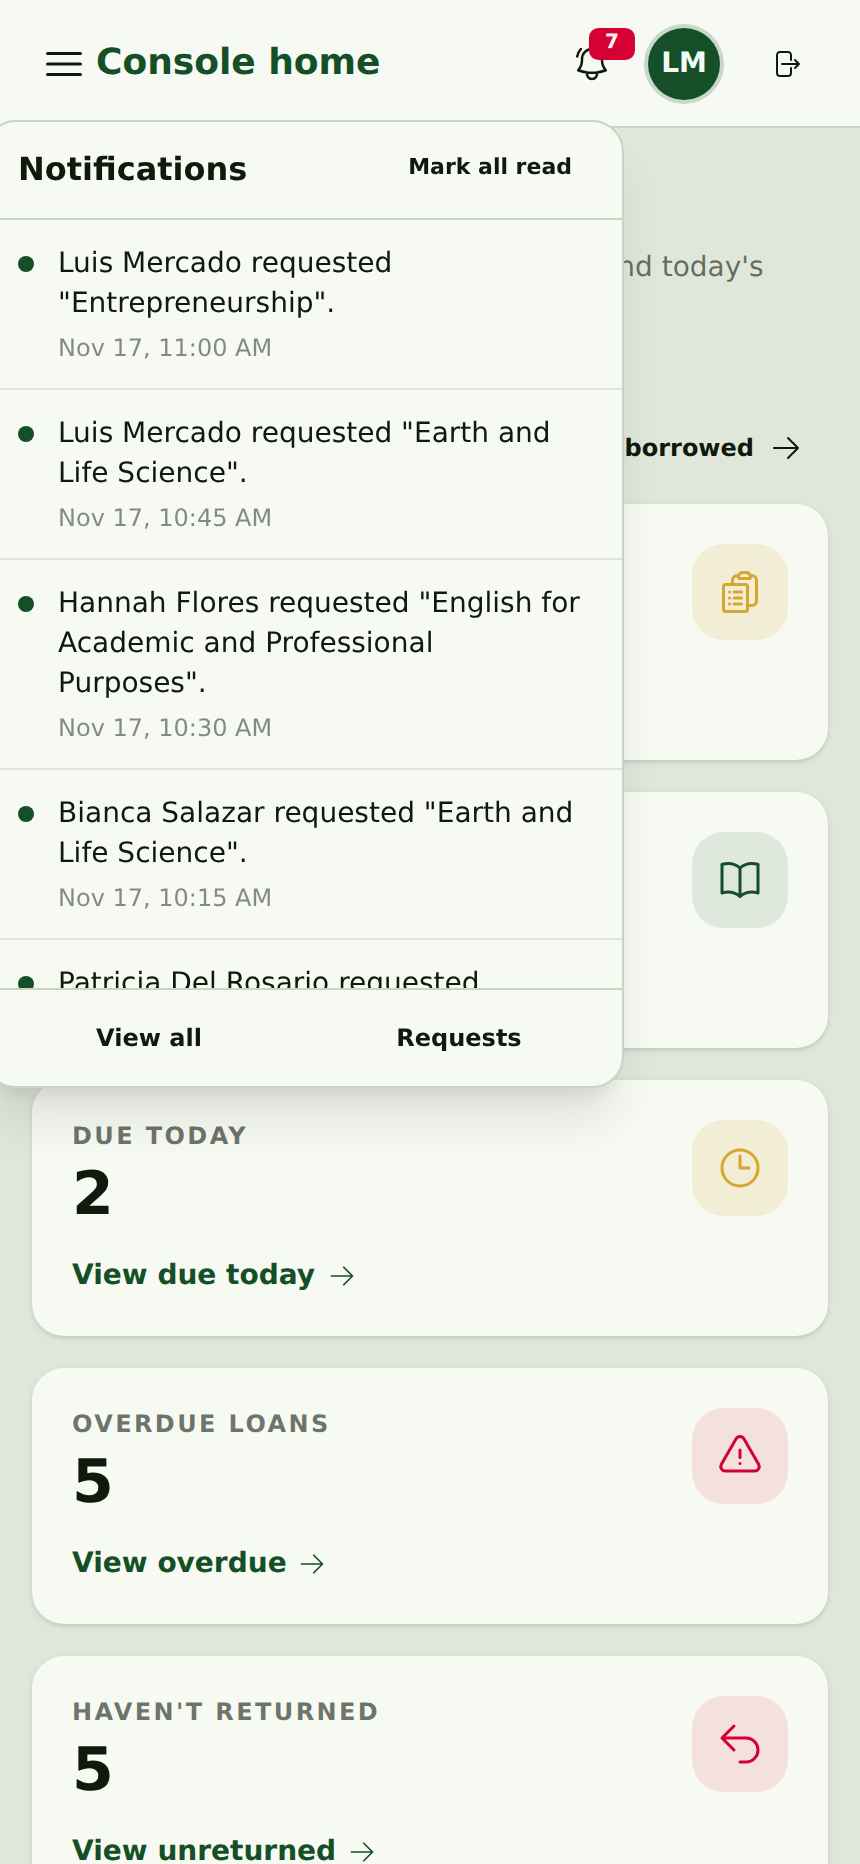 Console home
7
LM
Notifications
Mark all read
Luis Mercado requested
"Entrepreneurship".
Nov 17, 11:00 AM
Luis Mercado requested "Earth and
Life Science".
Nov 17, 10:45 AM
Hannah Flores requested "English for
Academic and Professional
Purposes".
Nov 17, 10:30 AM
Bianca Salazar requested "Earth and
Life Science".
Nov 17, 10:15 AM
Patricia Del Rosario requested
View all
Requests
today's
borrowed
DUE TODAY
2
View due today
OVERDUE LOANS
5
View overdue
HAVEN'T RETURNED
5
View unreturned